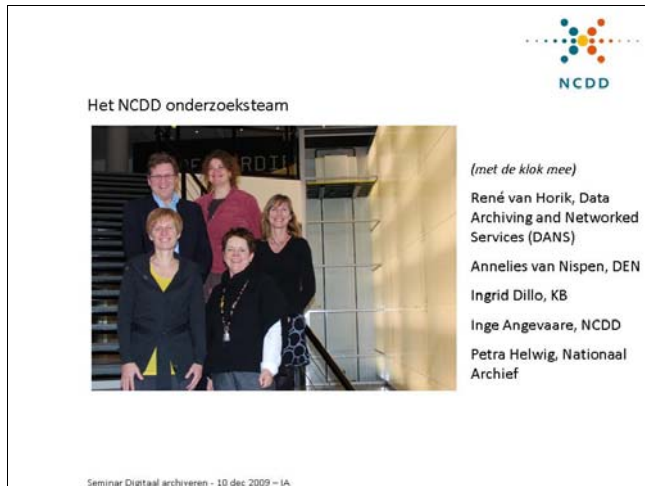 NCDD
Het NCDD onderzoeksteam
(met de klok mee)
René van Horik, Data
Archiving and Networked
Services (DANS)
Annelies van Nispen, DEN
Ingrid Dillo, KB
Inge Angevaare, NCDD
Petra Helwig, Nationaal
Archief
Seminar Digitaal archiveren - 10 dec 2009 – IA